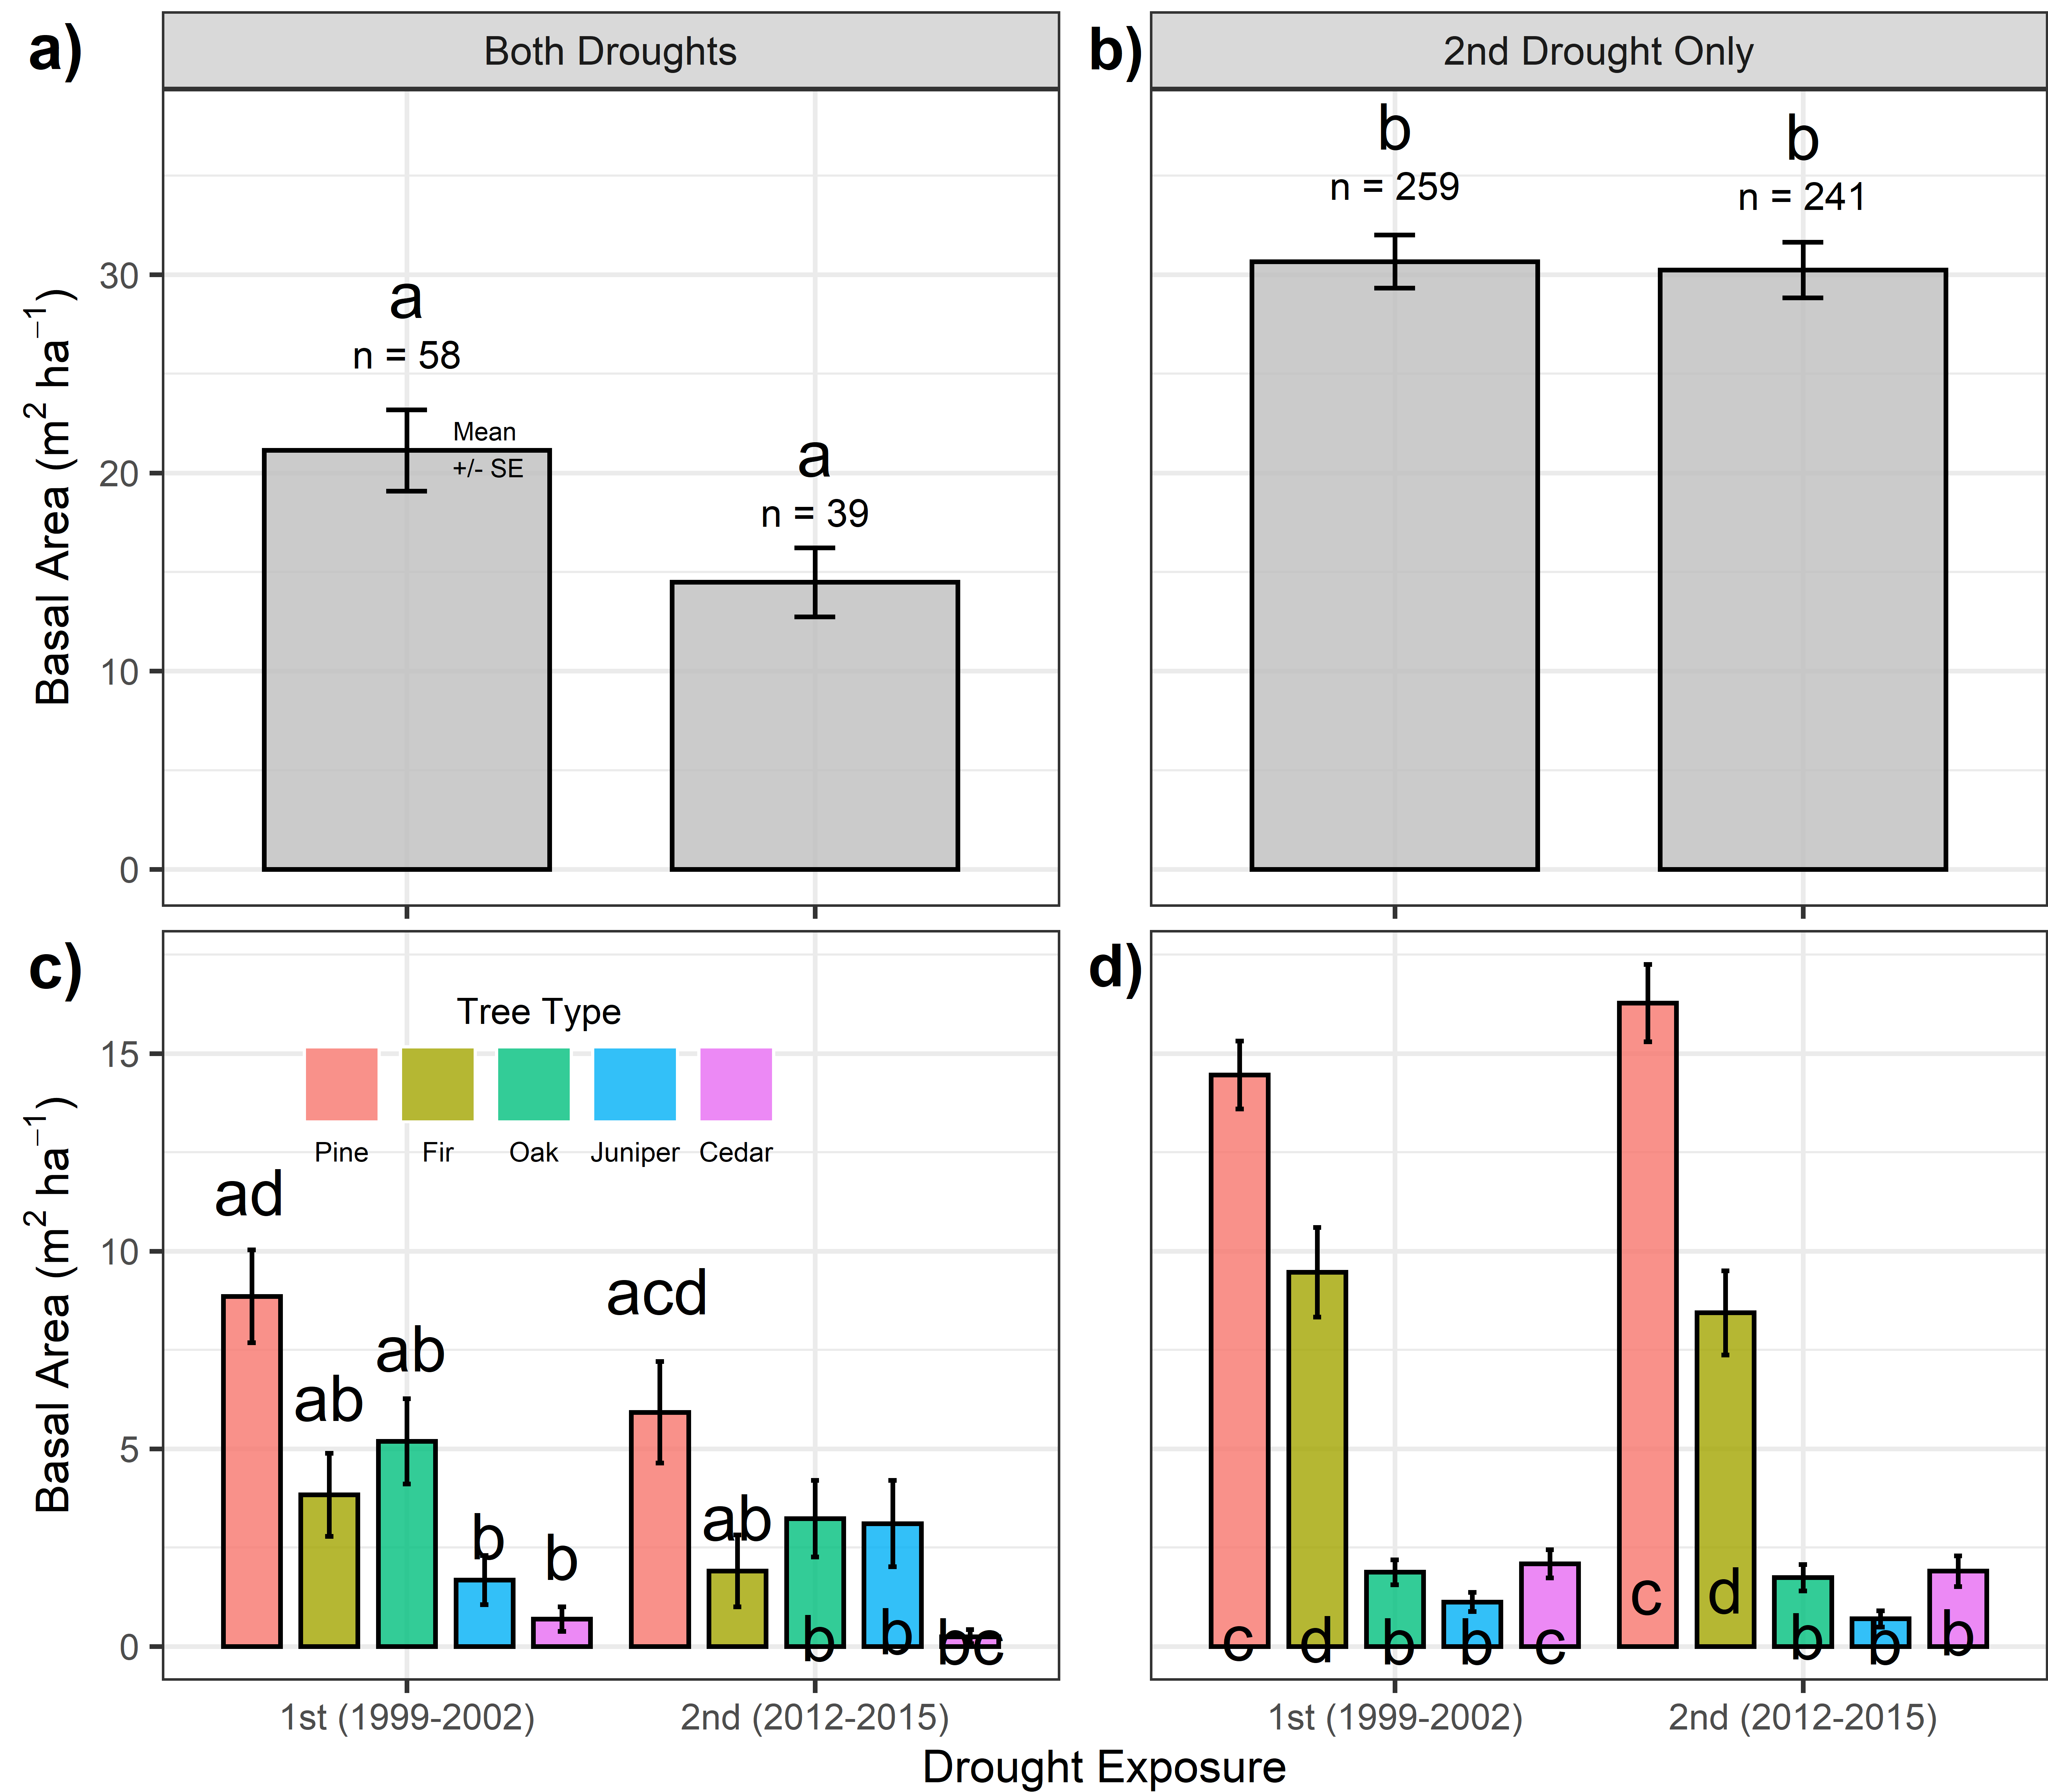 a)
Both Droughts
b)
2nd Drought Only
Basal Area (m² ha⁻¹)
30
20
10
0
a
n = 58
Mean
+/- SE
a
n = 39
b
n = 259
b
n = 241
c)
Tree Type
Pine Fir Oak Juniper Cedar
Basal Area (m² ha⁻¹)
15
10
5
0
ad
ab
ab
b
b
acd
ab
b
b
bc
d)
c
d
b
b
c
c
d
b
b
b
1st (1999-2002)
2nd (2012-2015)
1st (1999-2002)
2nd (2012-2015)
Drought Exposure